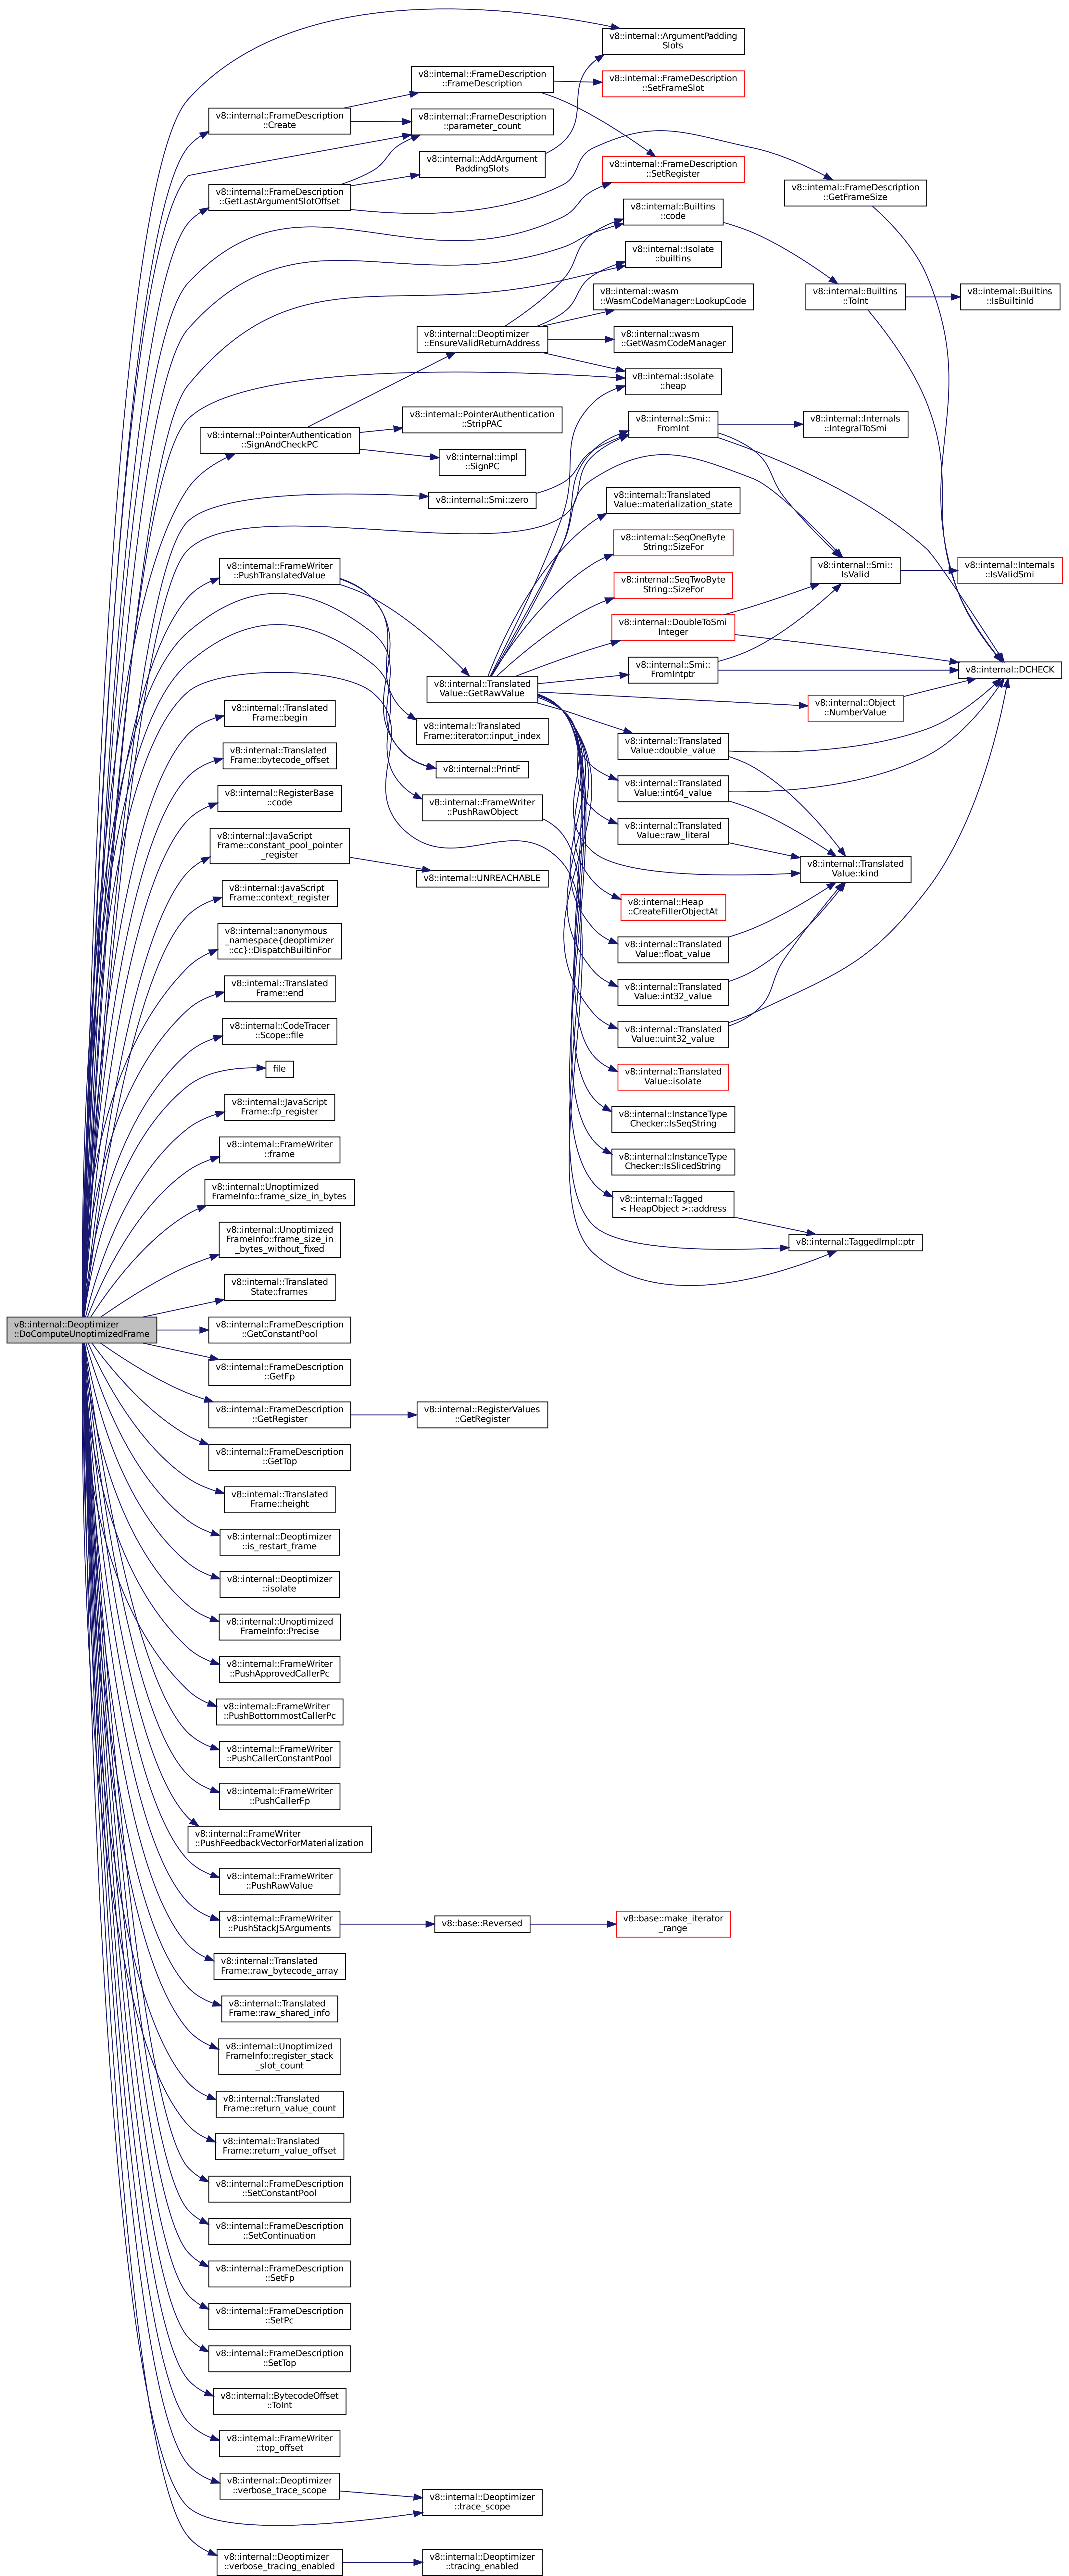 v8::internal::Deoptimizer
::DoComputeUnoptimizedFrame
v8::internal::ArgumentPadding
Slots
v8::internal::FrameDescription
::FrameDescription
v8::internal::FrameDescription
::SetFrameSlot
v8::internal::FrameDescription
::Create
v8::internal::FrameDescription
::parameter_count
v8::internal::AddArgument
PaddingSlots
v8::internal::FrameDescription
::SetRegister
v8::internal::FrameDescription
::GetLastArgumentSlotOffset
v8::internal::FrameDescription
::GetFrameSize
v8::internal::Builtins
::code
v8::internal::Isolate
::builtins
v8::internal::wasm
::WasmCodeManager::LookupCode
v8::internal::Builtins
::ToInt
v8::internal::Builtins
::IsBuiltinId
v8::internal::Deoptimizer
::EnsureValidReturnAddress
v8::internal::wasm
::GetWasmCodeManager
v8::internal::Isolate
::heap
v8::internal::PointerAuthentication
::StripPAC
v8::internal::Smi::
FromInt
v8::internal::Internals
::IntegralToSmi
v8::internal::PointerAuthentication
::SignAndCheckPC
v8::internal::impl
::SignPC
v8::internal::Smi::zero
v8::internal::Translated
Value::materialization_state
v8::internal::SeqOneByte
String::SizeFor
v8::internal::FrameWriter
::PushTranslatedValue
v8::internal::SeqTwoByte
String::SizeFor
v8::internal::Smi::
IsValid
v8::internal::Internals
::IsValidSmi
v8::internal::DoubleToSmi
Integer
v8::internal::Smi::
FromIntptr
v8::internal::DCHECK
v8::internal::Translated
Value::GetRawValue
v8::internal::Object
::NumberValue
v8::internal::Translated
Frame::begin
v8::internal::Translated
Frame::iterator::input_index
v8::internal::Translated
Value::double_value
v8::internal::Translated
Frame::bytecode_offset
v8::internal::PrintF
v8::internal::Translated
Value::int64_value
v8::internal::RegisterBase
::code
v8::internal::FrameWriter
::PushRawObject
v8::internal::Translated
Value::raw_literal
v8::internal::JavaScript
Frame::constant_pool_pointer
_register
v8::internal::UNREACHABLE
v8::internal::Translated
Value::kind
v8::internal::JavaScript
Frame::context_register
v8::internal::Heap
::CreateFillerObjectAt
v8::internal::anonymous
_namespace{deoptimizer
::cc}::DispatchBuiltinFor
v8::internal::Translated
Value::float_value
v8::internal::Translated
Frame::end
v8::internal::Translated
Value::int32_value
v8::internal::CodeTracer
::Scope::file
v8::internal::Translated
Value::uint32_value
file
v8::internal::Translated
Value::isolate
v8::internal::JavaScript
Frame::fp_register
v8::internal::InstanceType
Checker::IsSeqString
v8::internal::FrameWriter
::frame
v8::internal::InstanceType
Checker::IsSlicedString
v8::internal::Unoptimized
FrameInfo::frame_size_in_bytes
v8::internal::Tagged
< HeapObject >::address
v8::internal::Unoptimized
FrameInfo::frame_size_in
_bytes_without_fixed
v8::internal::TaggedImpl::ptr
v8::internal::Translated
State::frames
v8::internal::FrameDescription
::GetConstantPool
v8::internal::FrameDescription
::GetFp
v8::internal::FrameDescription
::GetRegister
v8::internal::RegisterValues
::GetRegister
v8::internal::FrameDescription
::GetTop
v8::internal::Translated
Frame::height
v8::internal::Deoptimizer
::is_restart_frame
v8::internal::Deoptimizer
::isolate
v8::internal::Unoptimized
FrameInfo::Precise
v8::internal::FrameWriter
::PushApprovedCallerPc
v8::internal::FrameWriter
::PushBottommostCallerPc
v8::internal::FrameWriter
::PushCallerConstantPool
v8::internal::FrameWriter
::PushCallerFp
v8::internal::FrameWriter
::PushFeedbackVectorForMaterialization
v8::internal::FrameWriter
::PushRawValue
v8::internal::FrameWriter
::PushStackJSArguments
v8::base::Reversed
v8::base::make_iterator
_range
v8::internal::Translated
Frame::raw_bytecode_array
v8::internal::Translated
Frame::raw_shared_info
v8::internal::Unoptimized
FrameInfo::register_stack
_slot_count
v8::internal::Translated
Frame::return_value_count
v8::internal::Translated
Frame::return_value_offset
v8::internal::FrameDescription
::SetConstantPool
v8::internal::FrameDescription
::SetContinuation
v8::internal::FrameDescription
::SetFp
v8::internal::FrameDescription
::SetPc
v8::internal::FrameDescription
::SetTop
v8::internal::BytecodeOffset
::ToInt
v8::internal::FrameWriter
::top_offset
v8::internal::Deoptimizer
::verbose_trace_scope
v8::internal::Deoptimizer
::trace_scope
v8::internal::Deoptimizer
::verbose_tracing_enabled
v8::internal::Deoptimizer
::tracing_enabled